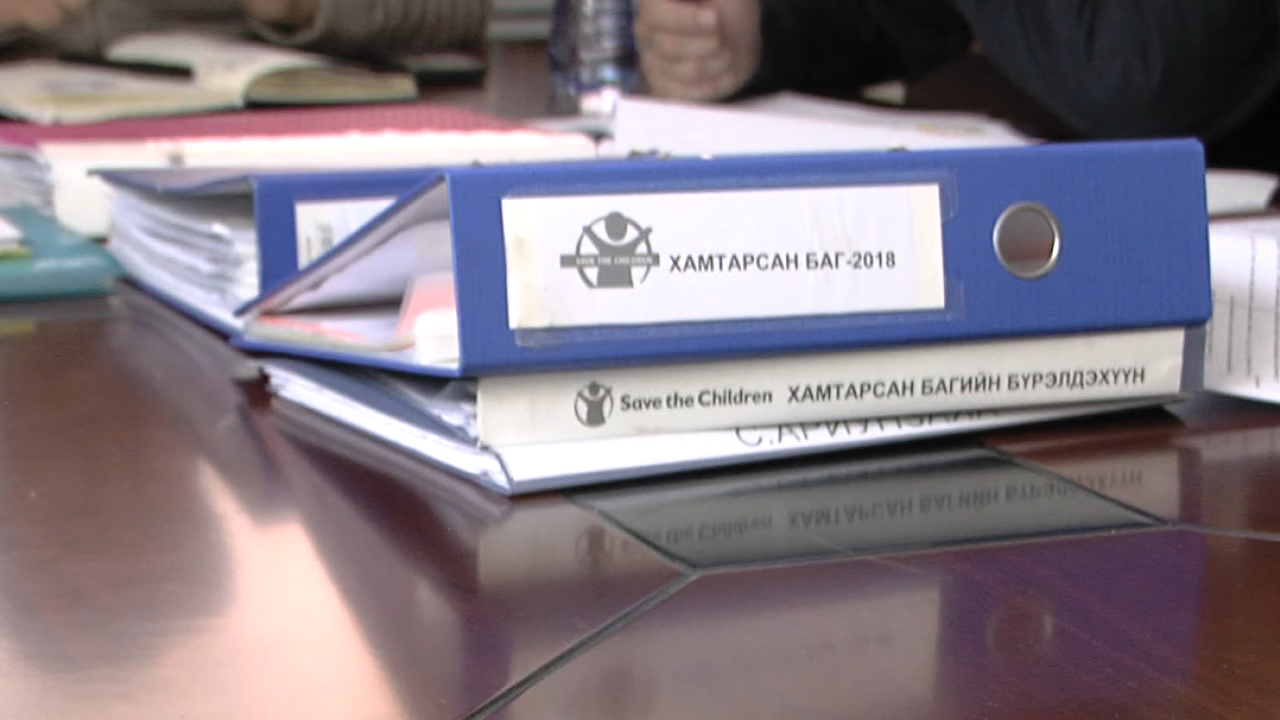 SAVE THE CHILDREN
ХАМТАРСАН БАГ-2018
Save the Children ХАМТАРСАН БАГИЙН БҮРЭЛДЭХҮҮН